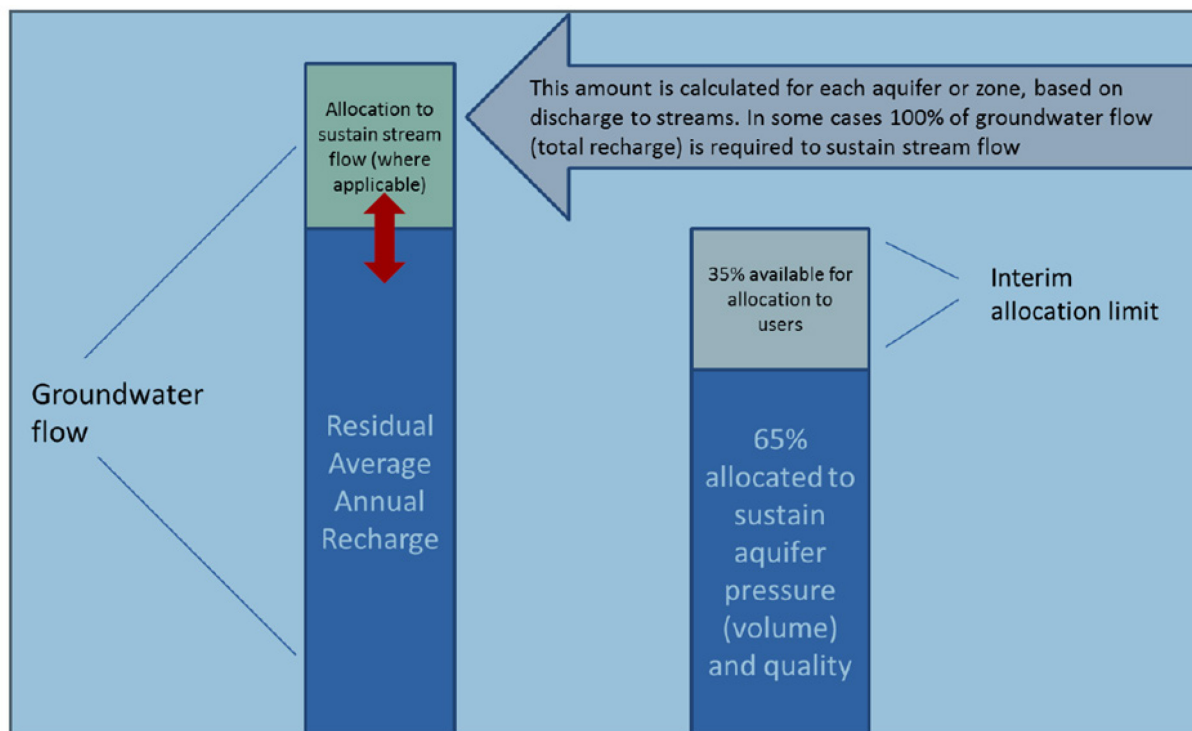 Allocation to
sustain stream
flow (where
applicable)
This amount is calculated for each aquifer or zone, based on
discharge to streams. In some cases 100% of groundwater flow
(total recharge) is required to sustain stream flow
Groundwater
flow
Residual
Average
Annual
Recharge
35% available for
allocation to
users
Interim
allocation limit
65%
allocated to
sustain
aquifer
pressure
(volume)
and quality